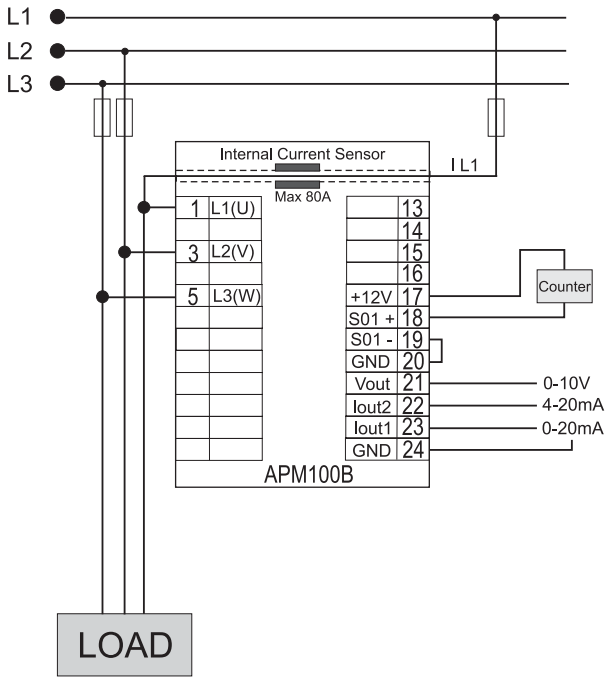 L1
L2
L3
Internal Current Sensor
I L1
Max 80A
1 L1(U)
3 L2(V)
5 L3(W)
13
14
15
16
+12V 17
S01 + 18
S01 - 19
GND 20
Vout 21
Iout2 22
Iout1 23
GND 24
Counter
0-10V
4-20mA
0-20mA
APM100B
LOAD